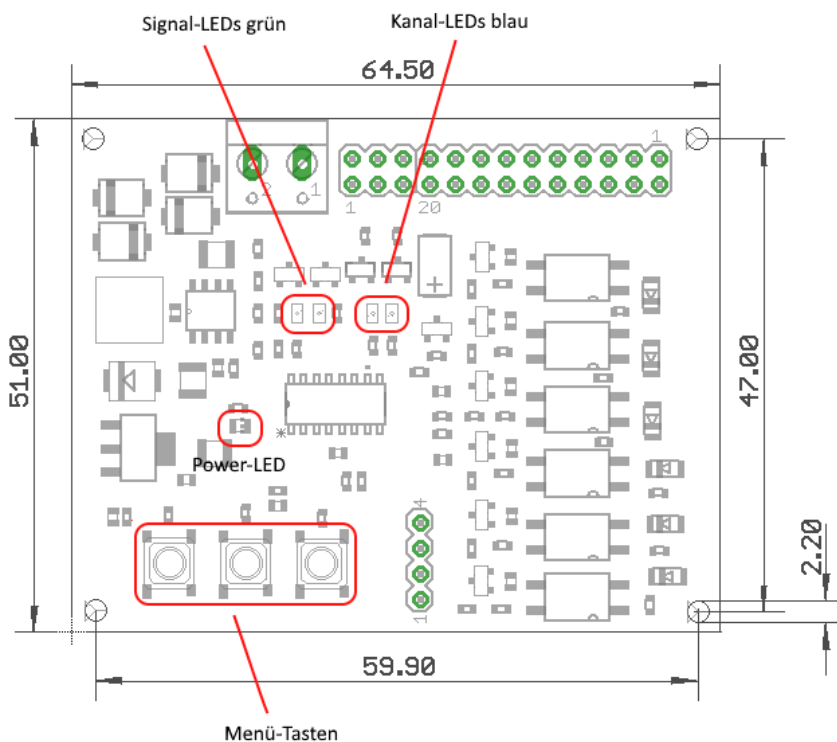 Signal-LEDs grün
Kanal-LEDs blau
64.50
1
2 1
1 20
51.00
47.00
*
Power-LED
4
2.20
1
59.90
Menü-Tasten